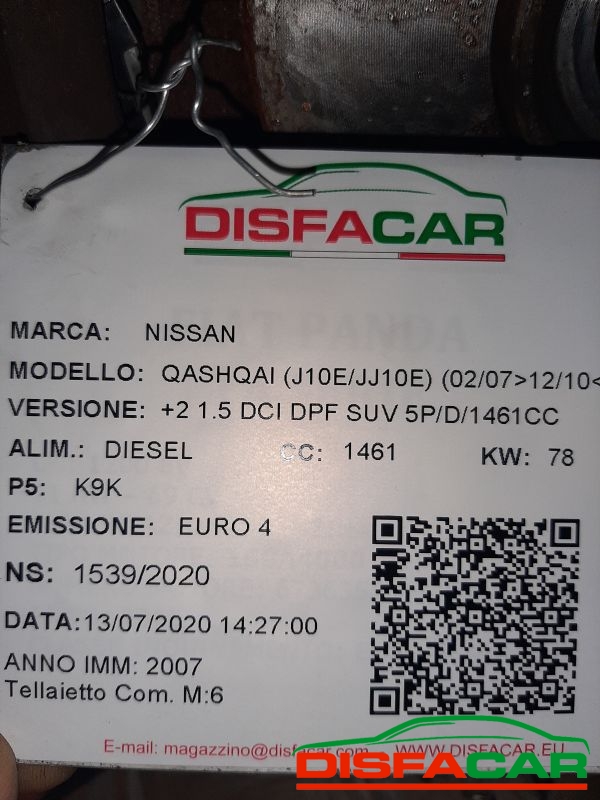 DISFACAR
FIAT PANDA
MARCA: NISSAN
MODELLO: QASHQAI (J10E/JJ10E) (02/07>12/10<
VERSIONE: +2 1.5 DCI DPF SUV 5P/D/1461CC
ALIM.: DIESEL CC: 1461 KW: 78
P5: K9K
EMISSIONE: EURO 4
NS: 1539/2020
DATA:13/07/2020 14:27:00
ANNO IMM: 2007
Tellaietto Com. M:6
E-mail: magazzino@disfacar.com WWW.DISFACAR.EU
DISFACAR